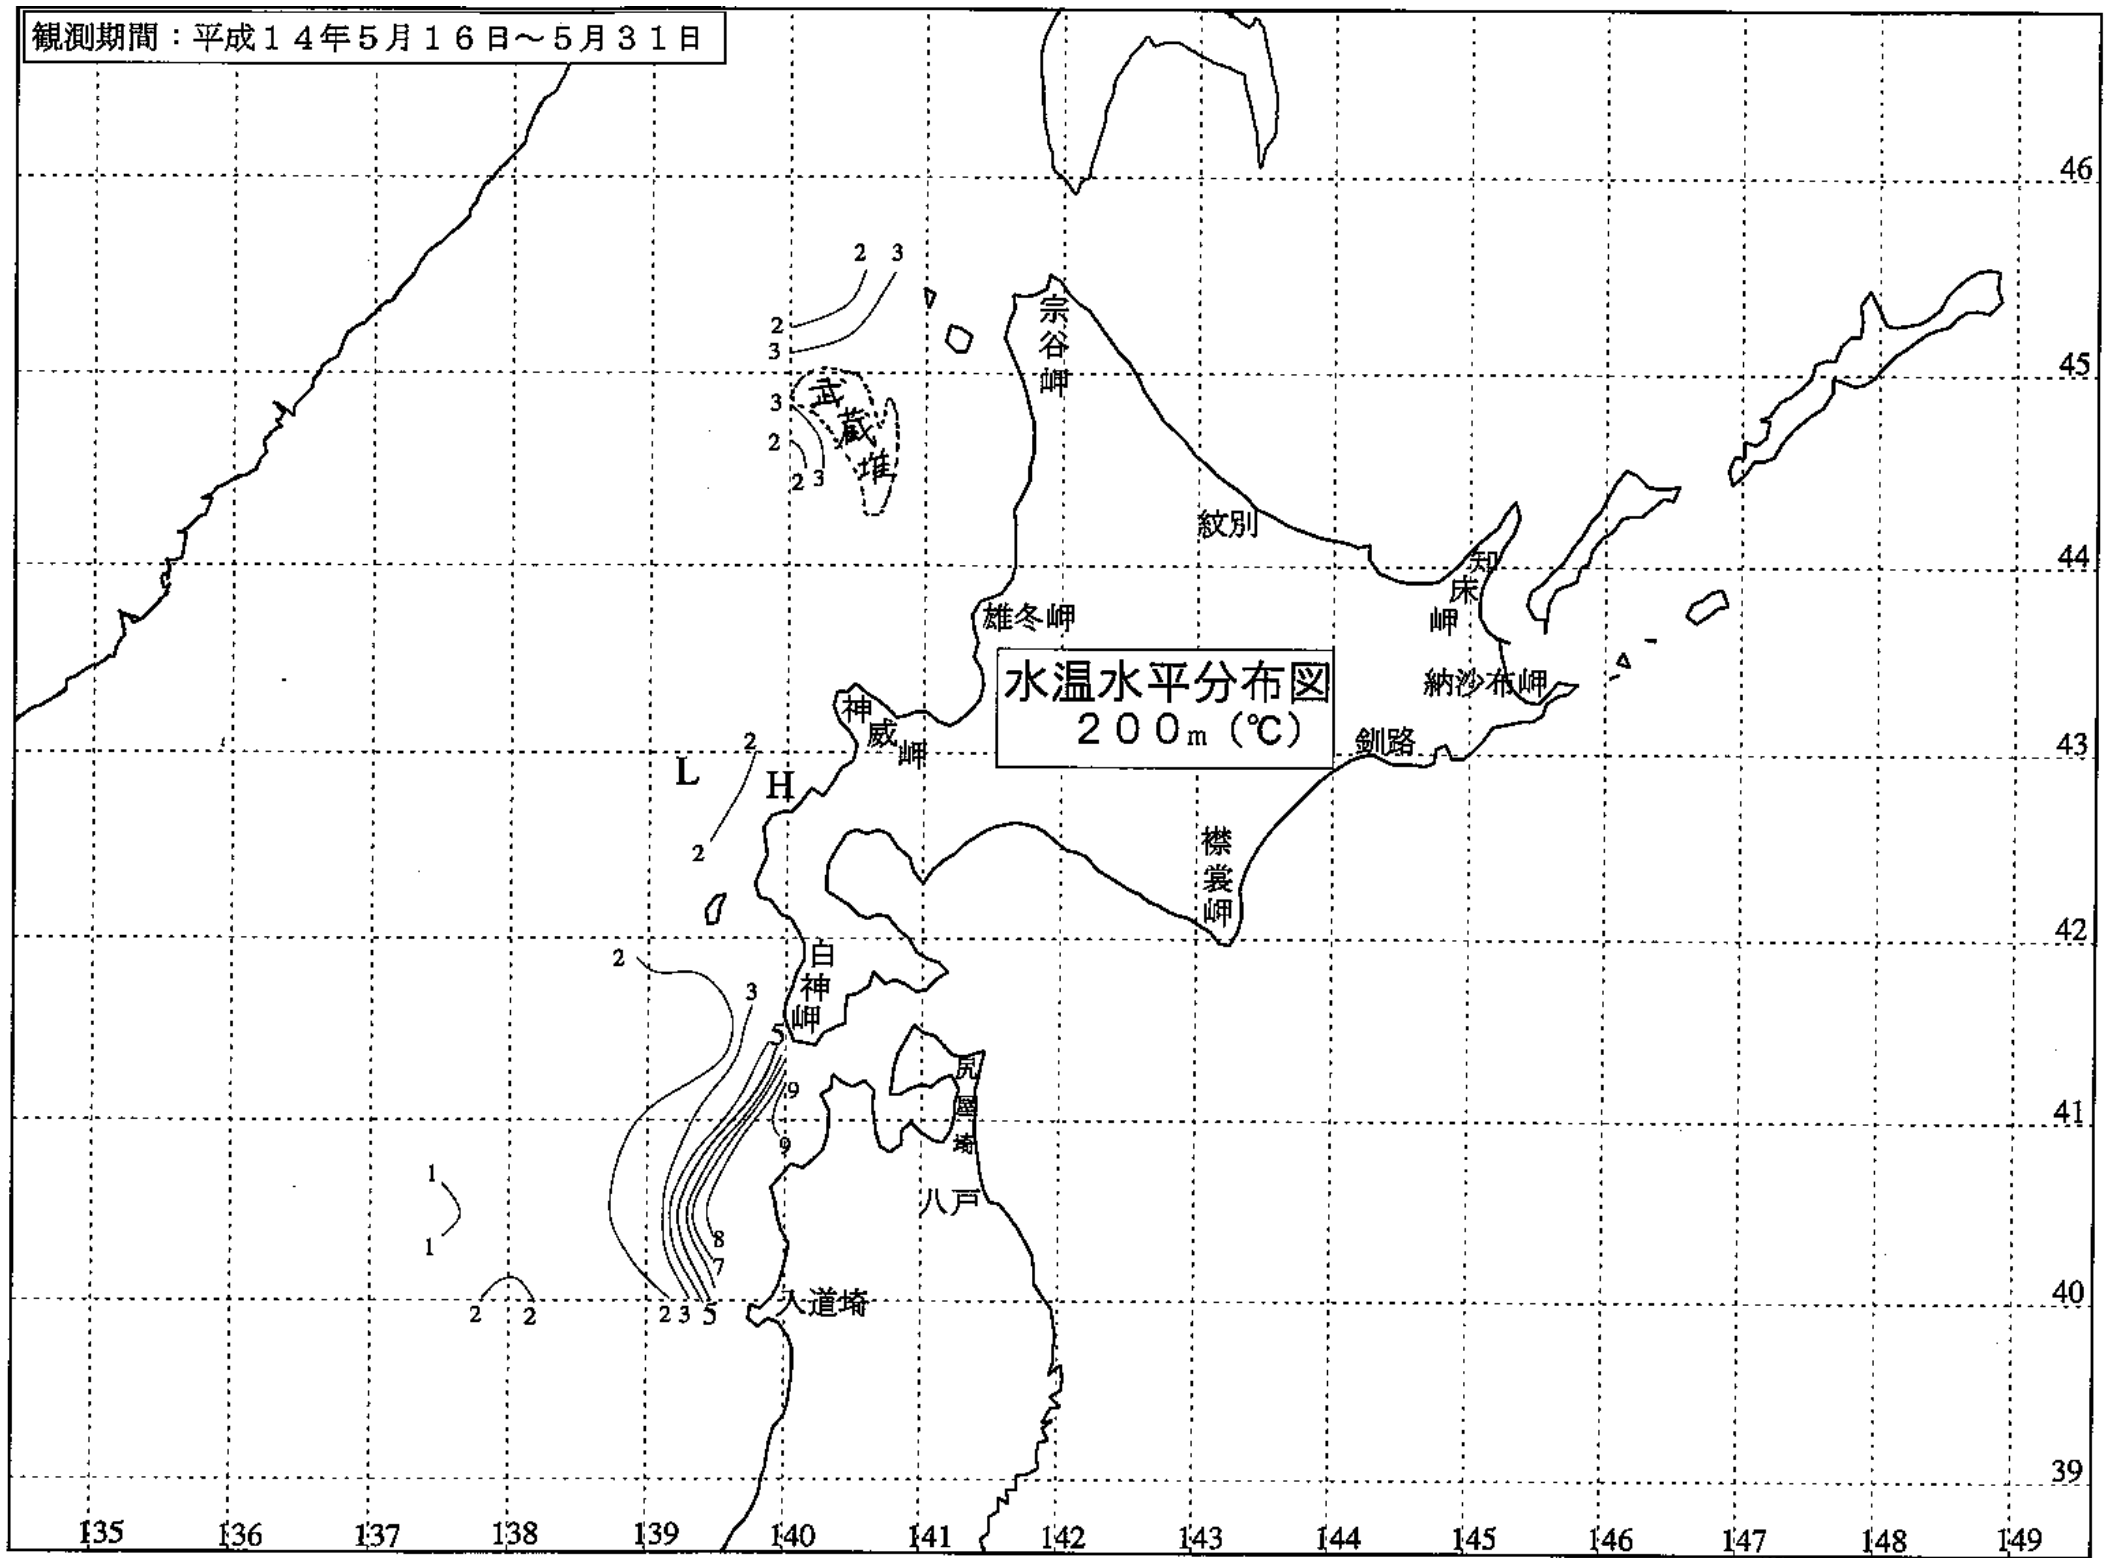 観測期間：平成１４年５月１６日～５月３１日
46
2 3
2
3
宗谷岬
45
武蔵堆
3
2
2 3
紋別
44
知床岬
雄冬岬
水温水平分布図
２００m（℃）
納沙布岬
神威岬
釧路
43
2
L
H
2
襟裳岬
42
2
白神岬
3
5
尻屋埼
9
41
9
1
八戸
1
8
7
2 2
2 3 5
入道埼
40
39
135 136 137 138 139 140 141 142 143 144 145 146 147 148 149